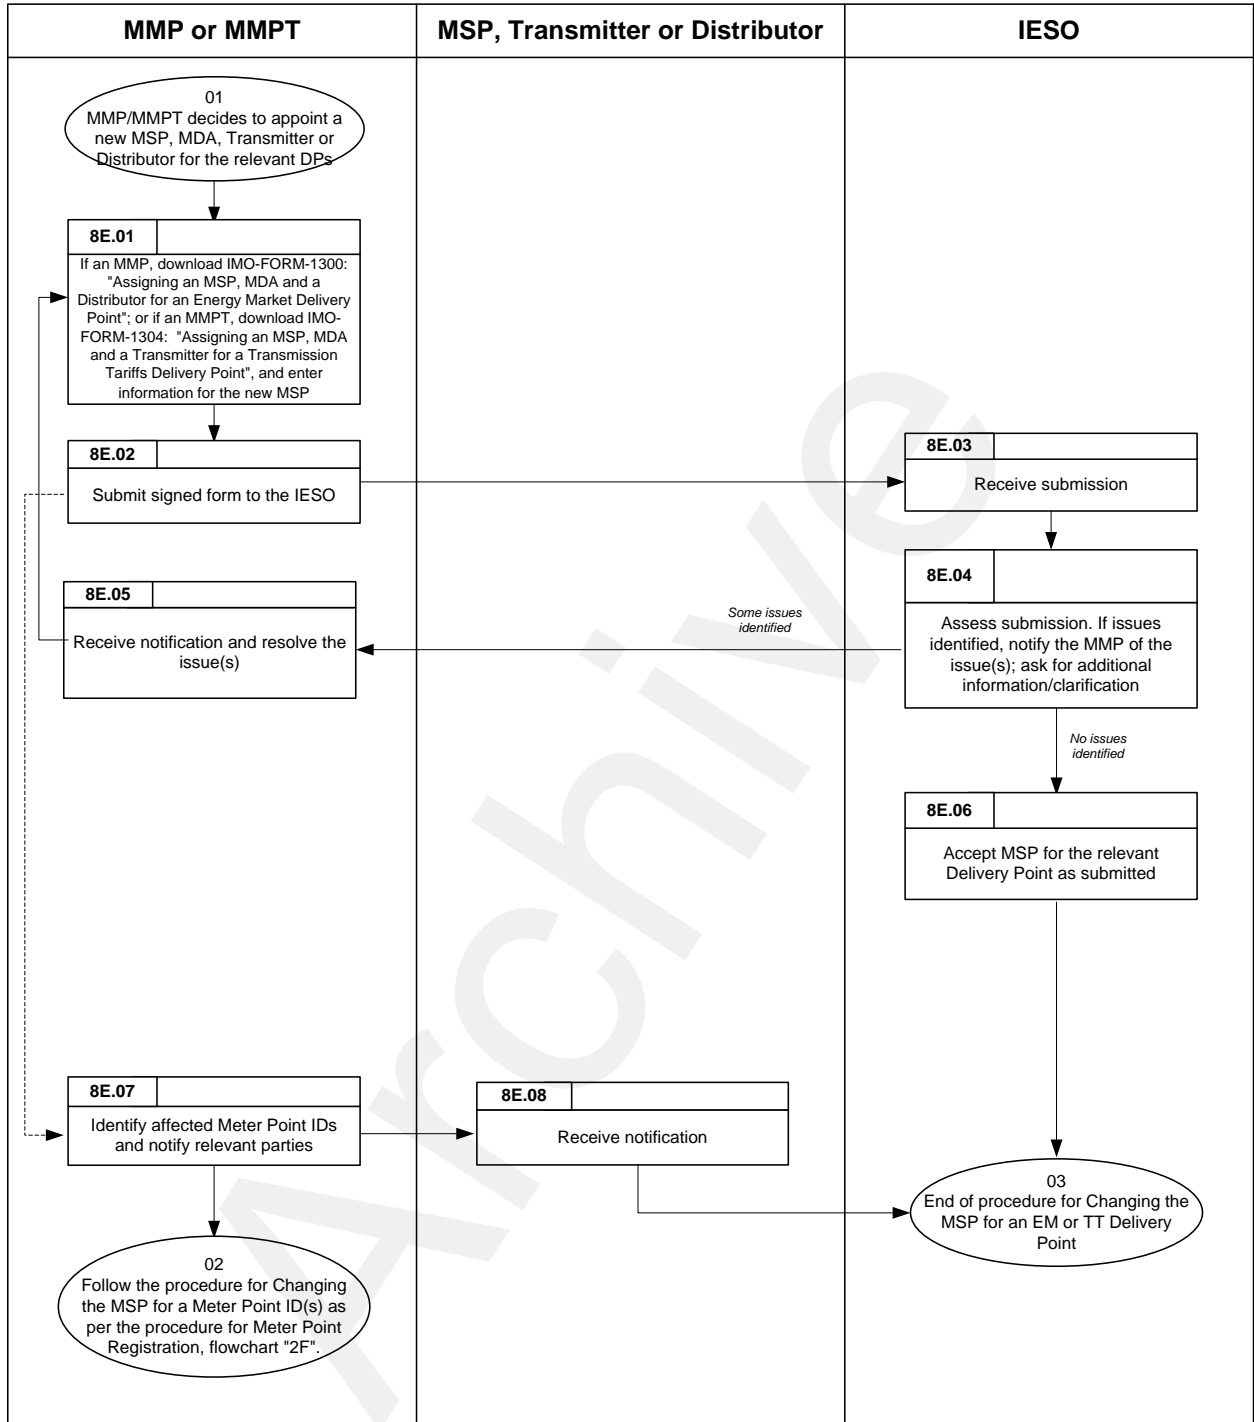 MMP or MMPT
MSP, Transmitter or Distributor
IESO
01
MMP/MMPT decides to appoint a
new MSP, MDA, Transmitter or
Distributor for the relevant DPs
8E.01
If an MMP, download IMO-FORM-1300:
"Assigning an MSP, MDA and a
Distributor for an Energy Market Delivery
Point"; or if an MMPT, download IMO-
FORM-1304: "Assigning an MSP, MDA
and a Transmitter for a Transmission
Tariffs Delivery Point", and enter
information for the new MSP
8E.02
Submit signed form to the IESO
8E.03
Receive submission
8E.04
Assess submission. If issues
identified, notify the MMP of the
issue(s); ask for additional
information/clarification
Some issues
identified
8E.05
Receive notification and resolve the
issue(s)
No issues
identified
8E.06
Accept MSP for the relevant
Delivery Point as submitted
8E.07
Identify affected Meter Point IDs
and notify relevant parties
8E.08
Receive notification
03
End of procedure for Changing the
MSP for an EM or TT Delivery
Point
02
Follow the procedure for Changing
the MSP for a Meter Point ID(s) as
per the procedure for Meter Point
Registration, flowchart "2F".
Archive